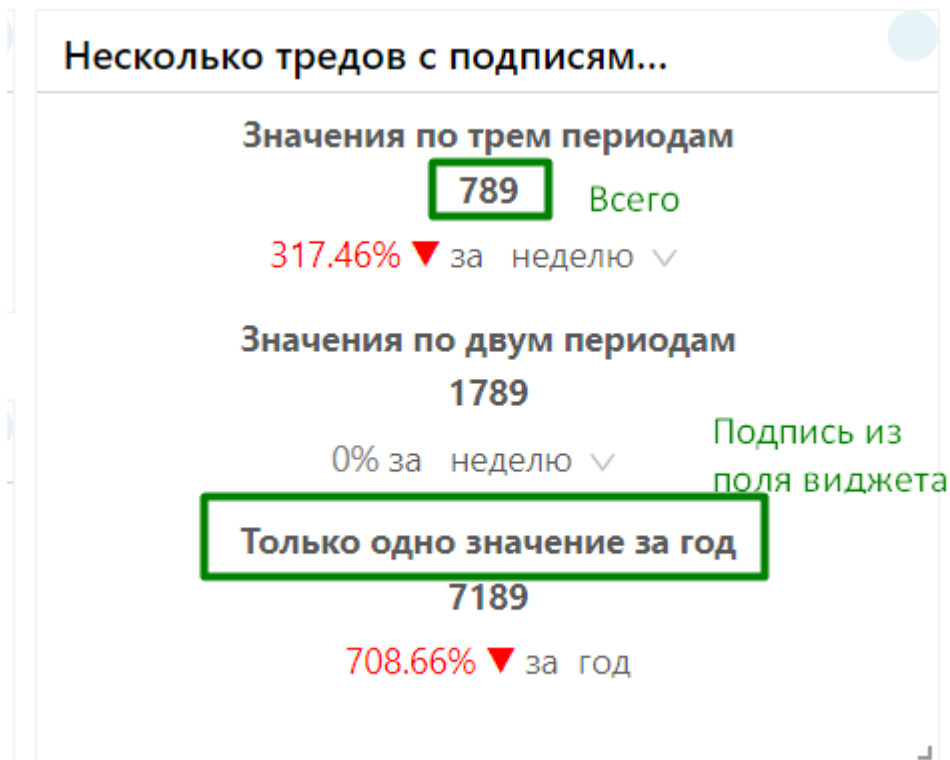 Несколько тредов с подписям...
Значения по трем периодам
789
Всего
317.46% ▼ за неделю
Значения по двум периодам
1789
0% за неделю
Подпись из
поля виджета
Только одно значение за год
7189
708.66% ▼ за год